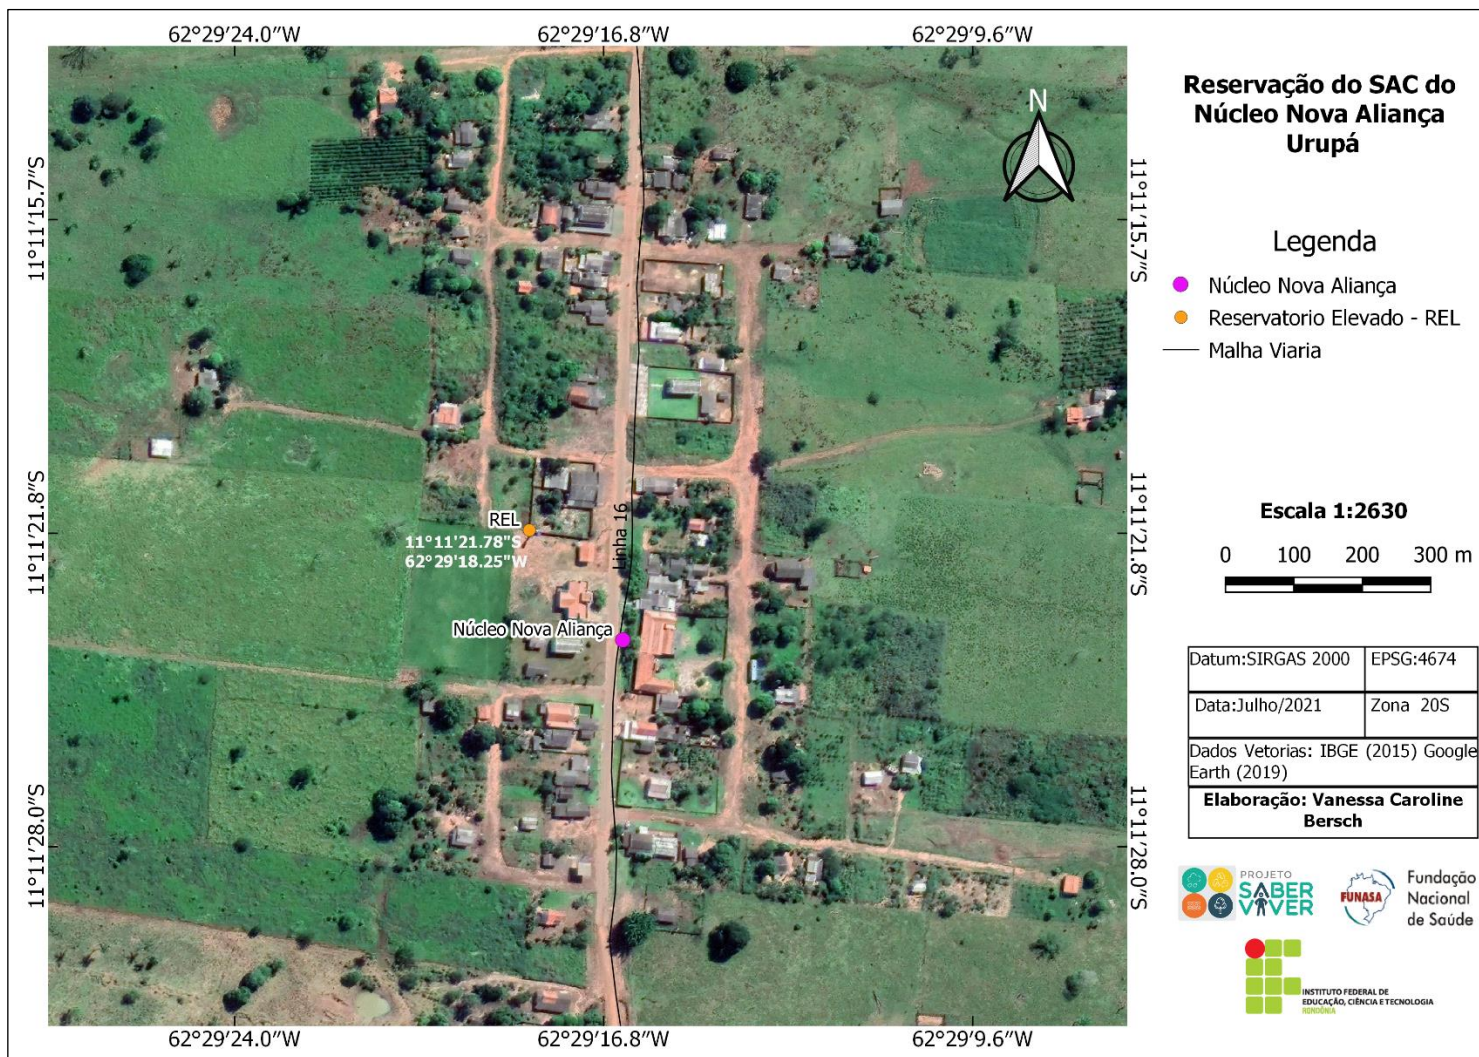 62°29'24.0"W 62°29'16.8"W 62°29'9.6"W
11°11'15.7"S
11°11'21.8"S
11°11'28.0"S
N
REL
11°11'21.78"S
62°29'18.25"W
Linha 16
Núcleo Nova Aliança
11°11'15.7"S
11°11'21.8"S
11°11'28.0"S
62°29'24.0"W 62°29'16.8"W 62°29'9.6"W
Reservação do SAC do
Núcleo Nova Aliança
Urupá
Legenda
Núcleo Nova Aliança
Reservatorio Elevado - REL
Malha Viaria
Escala 1:2630
0 100 200 300 m
Datum:SIRGAS 2000 EPSG:4674
Data:Julho/2021 Zona 20S
Dados Vetorias: IBGE (2015) Google
Earth (2019)
Elaboração: Vanessa Caroline
Bersch
PROJETO
SABER
VIVER
FUNASA
Fundação
Nacional
de Saúde
INSTITUTO FEDERAL DE
EDUCAÇÃO, CIÊNCIA E TECNOLOGIA
RONDÔNIA